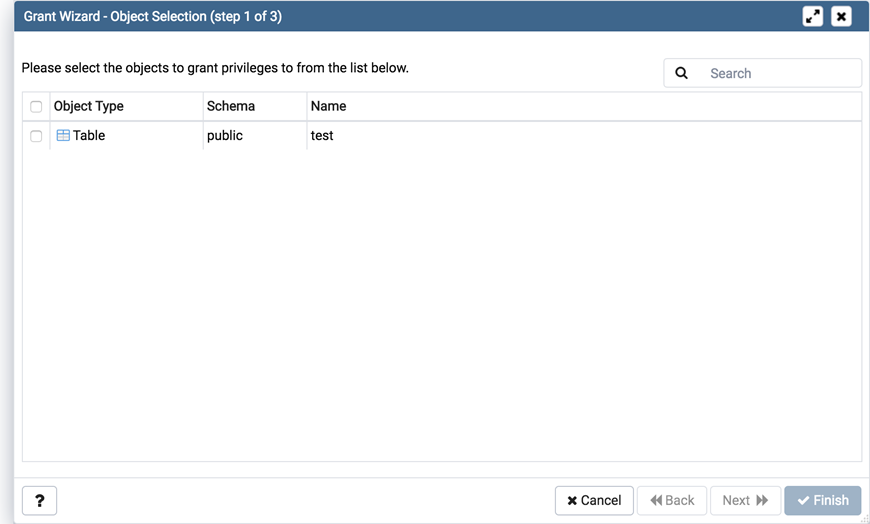 Grant Wizard - Object Selection (step 1 of 3)
Please select the objects to grant privileges to from the list below.
Search
Object Type Schema Name
Table public test
? Cancel Back Next Finish